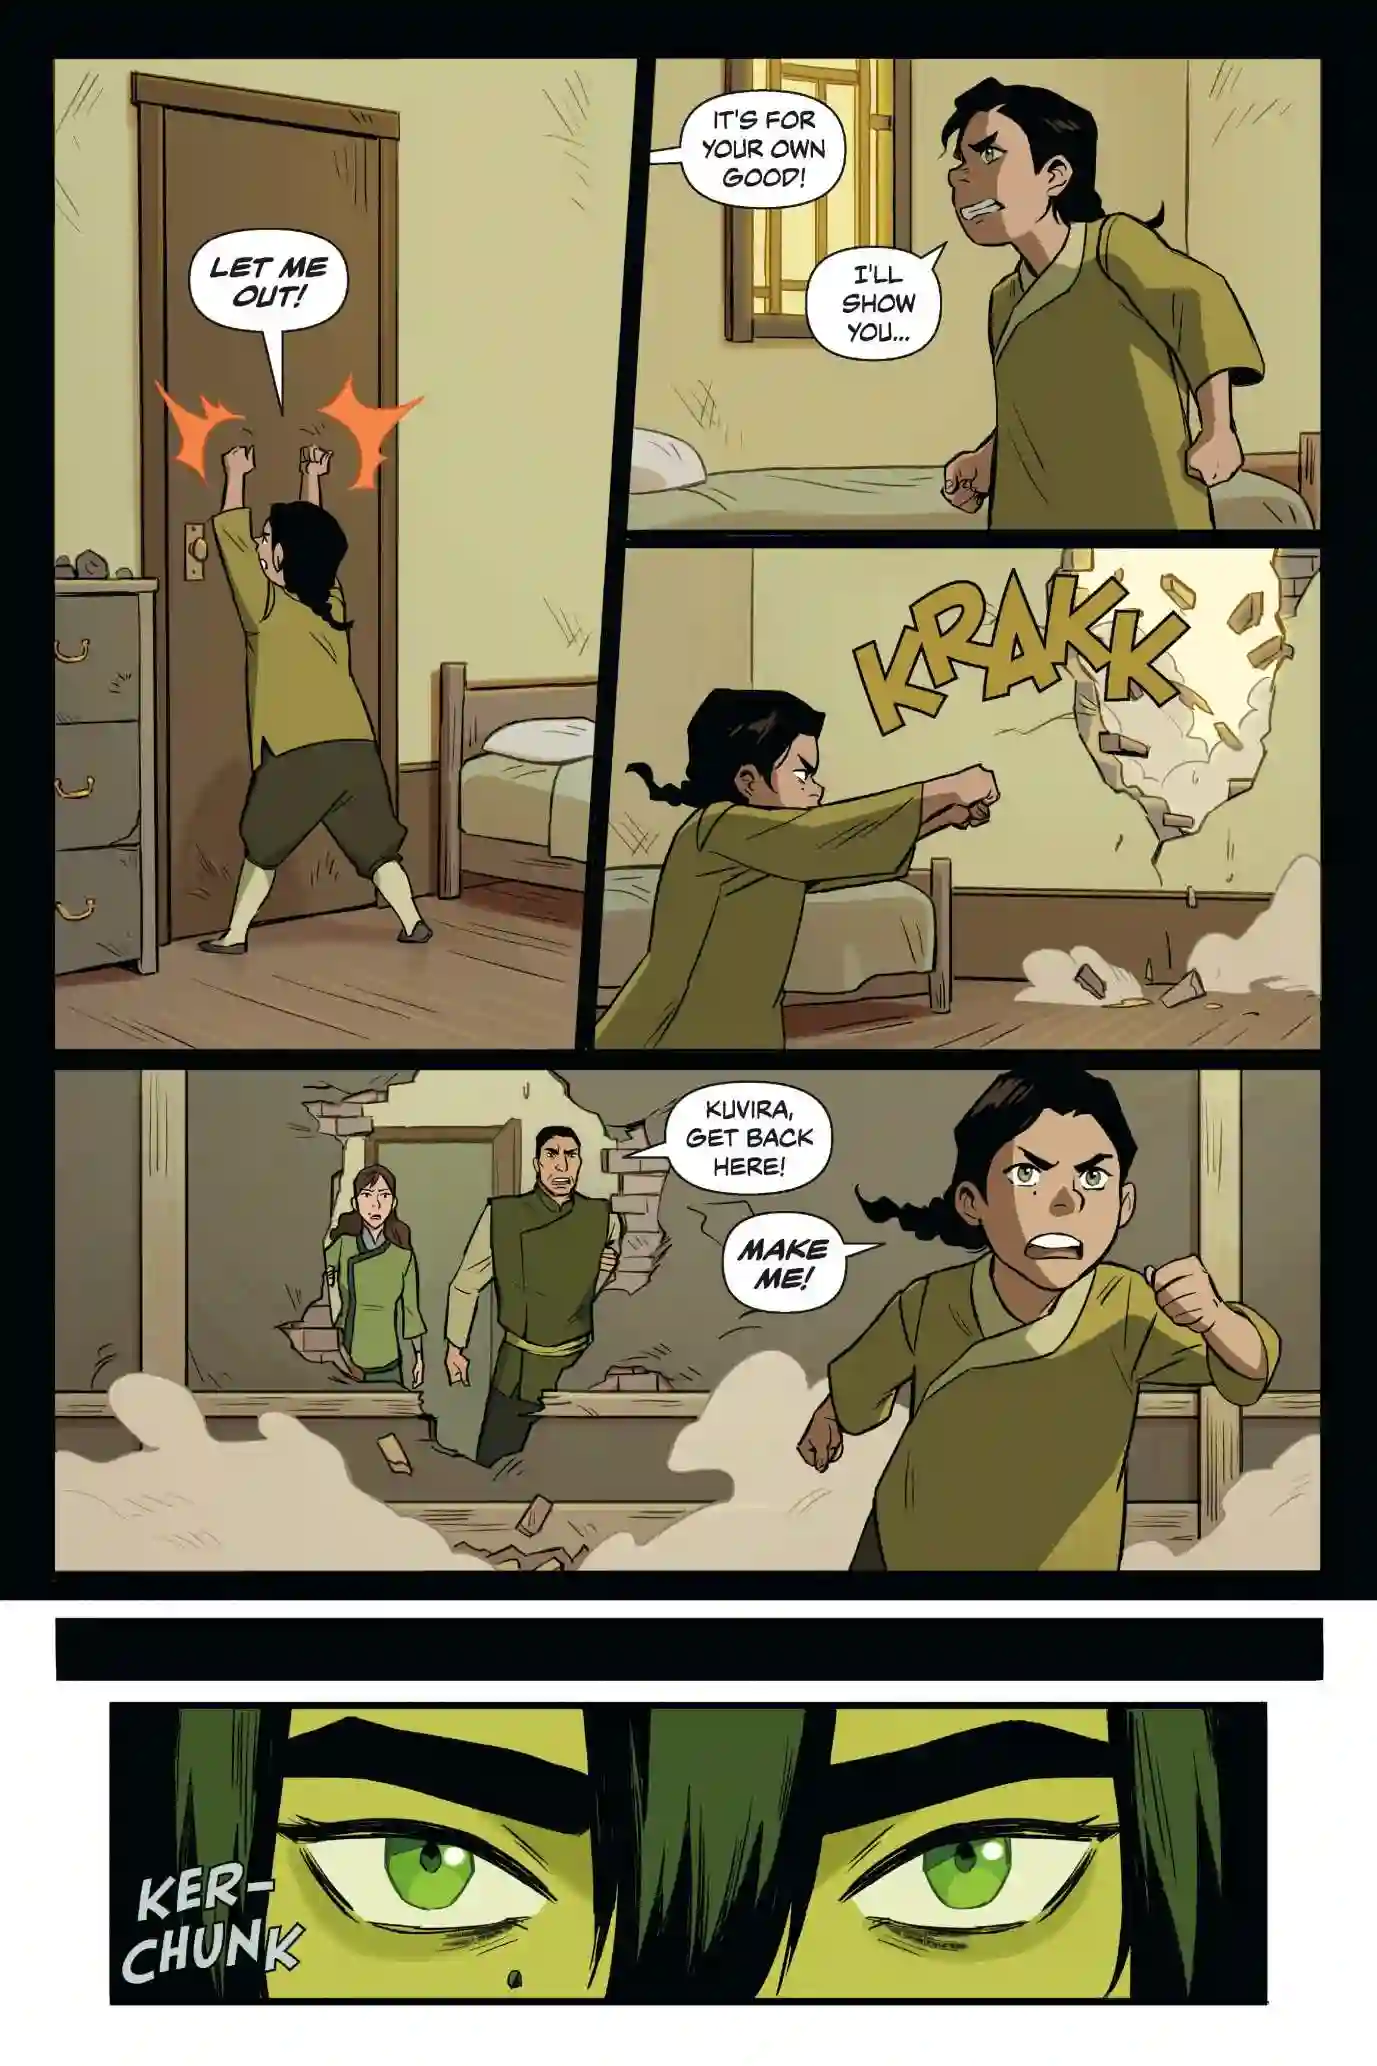 LET ME
OUT!
IT'S FOR
YOUR OWN
GOOD!
I'LL
SHOW
YOU...
KRAKK
KUVIRA,
GET BACK
HERE!
MAKE
ME!
KER-
CHUNK